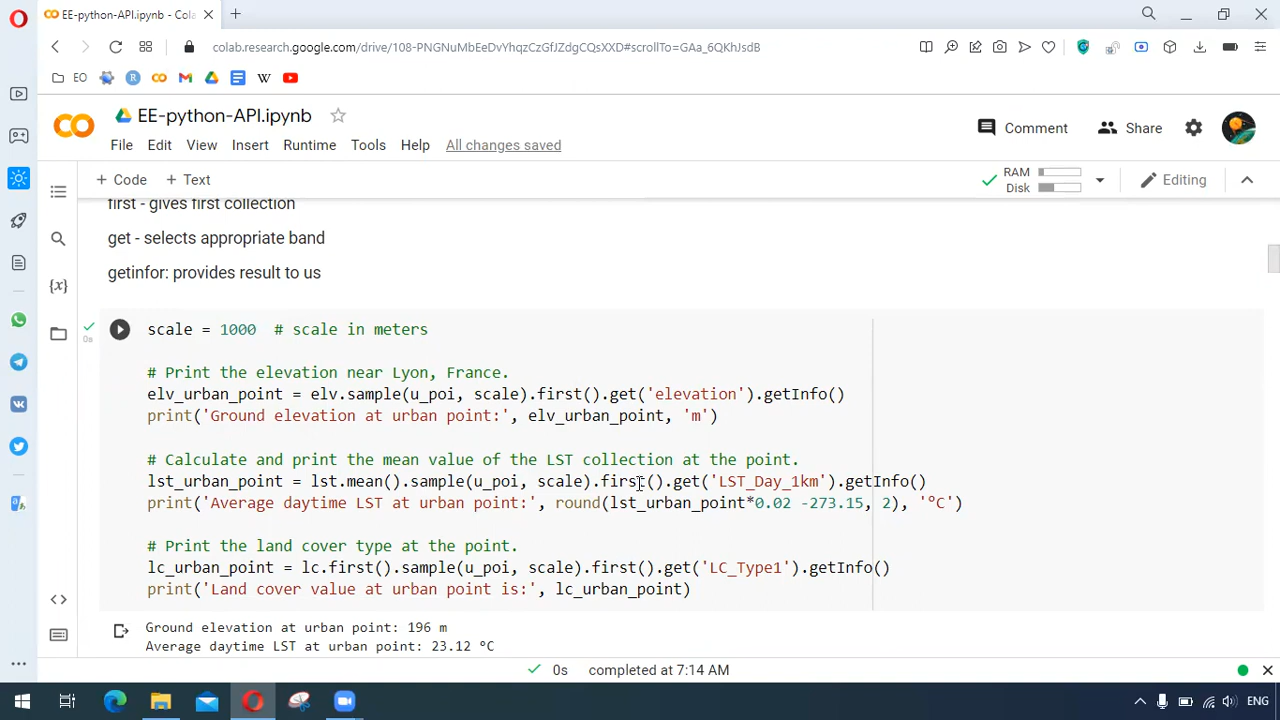 EE-python-API.ipynb - Cola
colab.research.google.com/drive/108-PNGNuMbEeDvYhqzCzGfJZdgCQsXXD#scrollTo=GAa_6QKhJsdB
EO
EE-python-API.ipynb
File Edit View Insert Runtime Tools Help All changes saved
Comment Share
+ Code + Text
RAM
Disk
Editing
first - gives first collection
get - selects appropriate band
getinfor: provides result to us
0s
scale = 1000 # scale in meters
# Print the elevation near Lyon, France.
elv_urban_point = elv.sample(u_poi, scale).first().get('elevation').getInfo()
print('Ground elevation at urban point:', elv_urban_point, 'm')
# Calculate and print the mean value of the LST collection at the point.
lst_urban_point = lst.mean().sample(u_poi, scale).first().get('LST_Day_1km').getInfo()
print('Average daytime LST at urban point:', round(lst_urban_point*0.02 -273.15, 2), '°C')
# Print the land cover type at the point.
lc_urban_point = lc.first().sample(u_poi, scale).first().get('LC_Type1').getInfo()
print('Land cover value at urban point is:', lc_urban_point)
Ground elevation at urban point: 196 m
Average daytime LST at urban point: 23.12 °C
0s completed at 7:14 AM
ENG